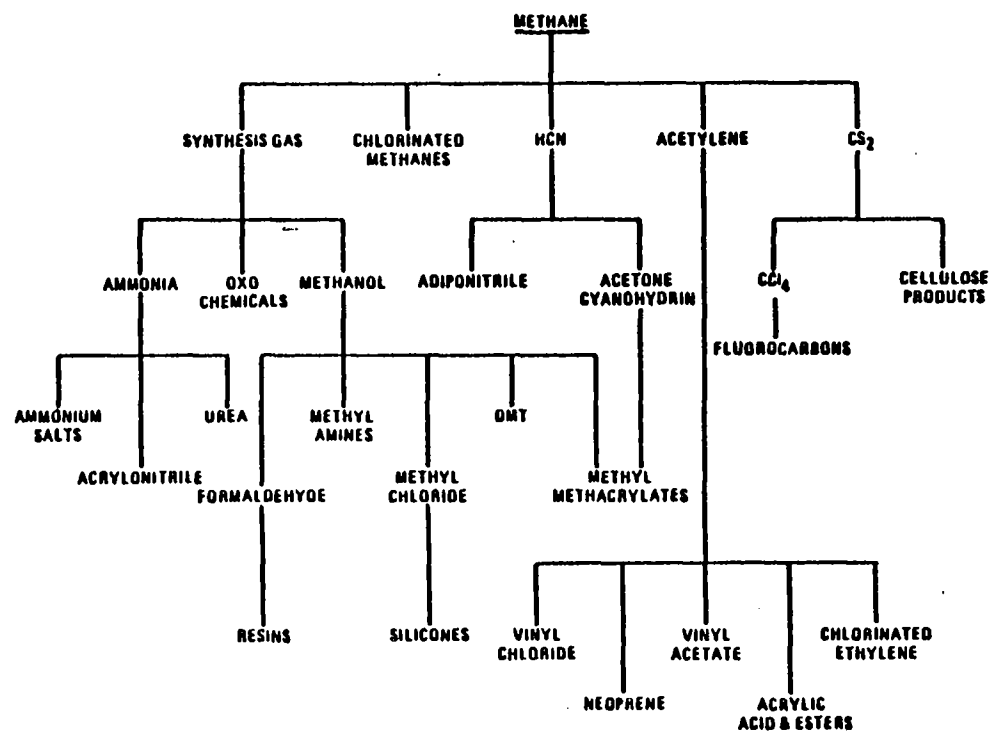 METHANE
SYNTHESIS GAS
CHLORINATED
METHANES
HCN
ACETYLENE
CS₂
AMMONIA
OXO
CHEMICALS
METHANOL
ADIPONITRILE
ACETONE
CYANOHYDRIN
CCl₄
CELLULOSE
PRODUCTS
FLUOROCARBONS
AMMONIUM
SALTS
UREA
METHYL
AMINES
DMT
ACRYLONITRILE
FORMALDEHYDE
METHYL
CHLORIDE
METHYL
METHACRYLATES
RESINS
SILICONES
VINYL
CHLORIDE
VINYL
ACETATE
CHLORINATED
ETHYLENE
NEOPRENE
ACRYLIC
ACID & ESTERS